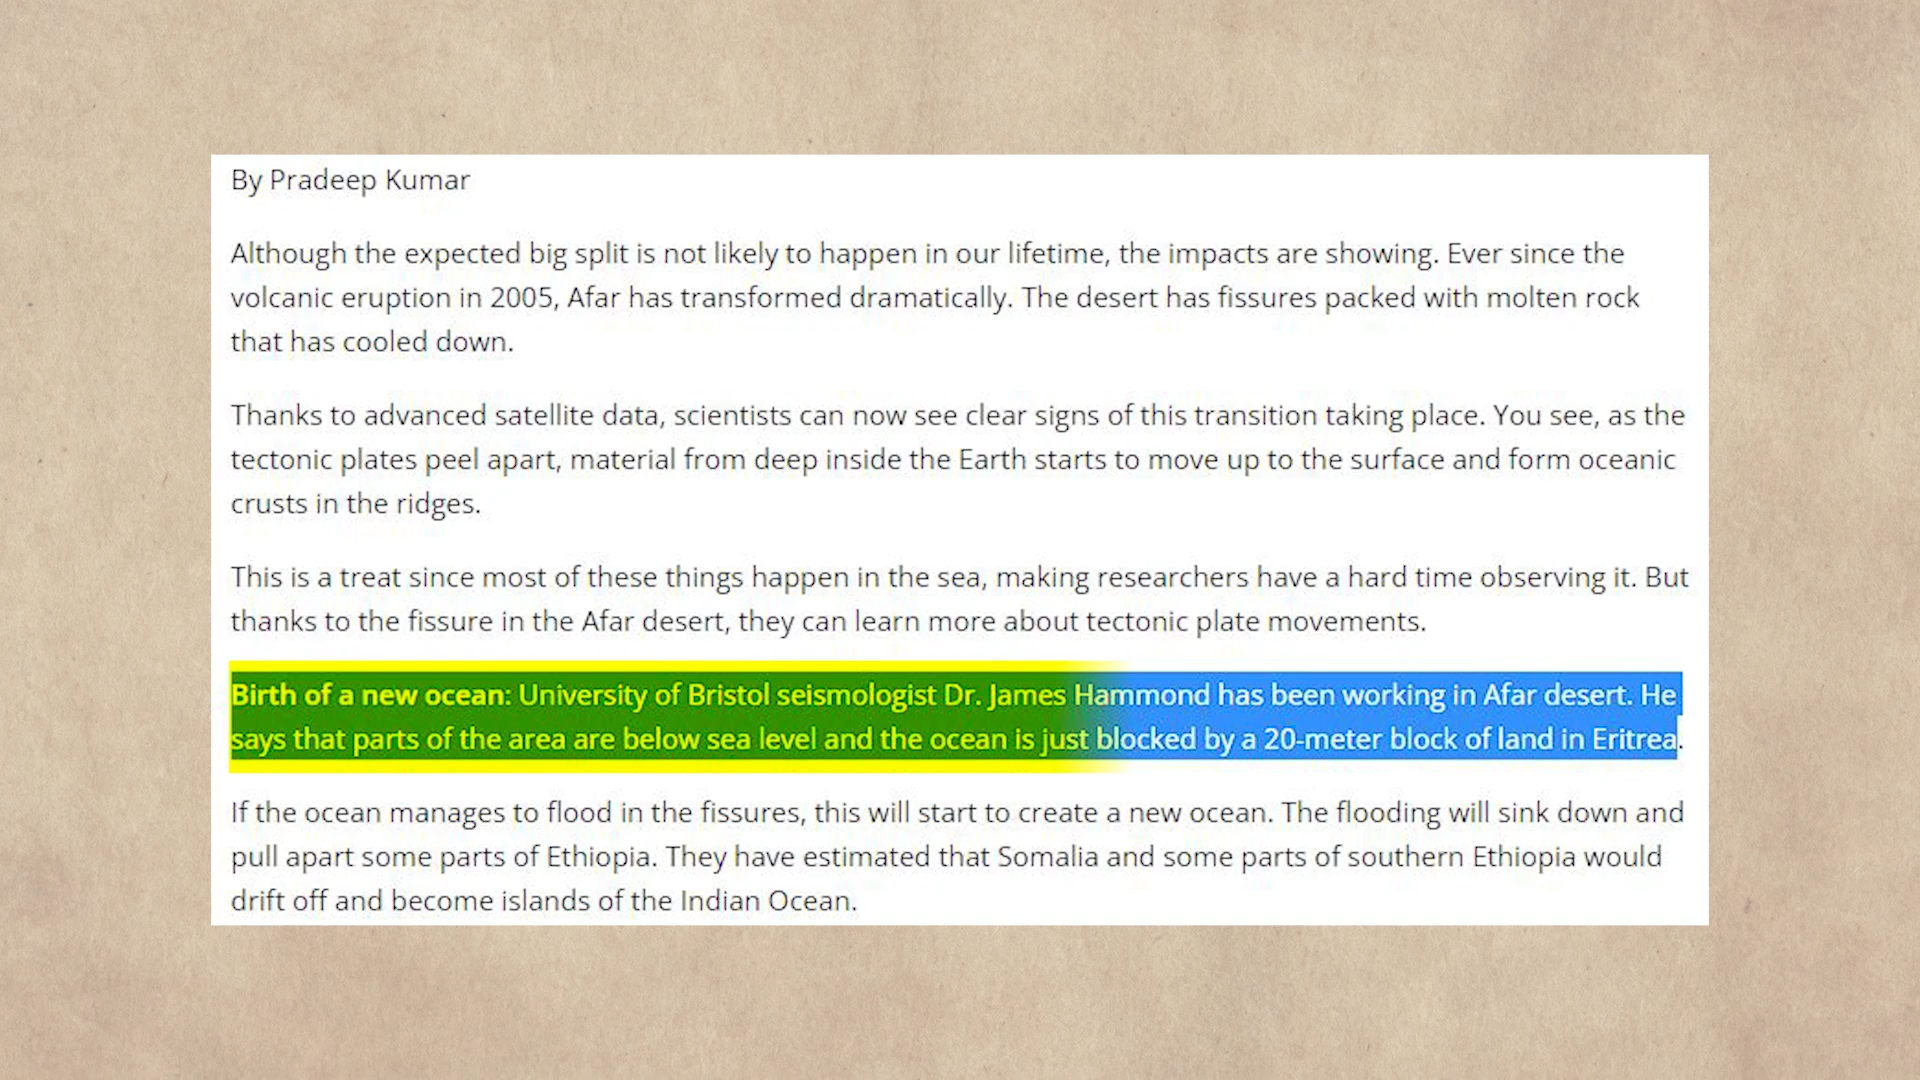 By Pradeep Kumar
Although the expected big split is not likely to happen in our lifetime, the impacts are showing. Ever since the
volcanic eruption in 2005, Afar has transformed dramatically. The desert has fissures packed with molten rock
that has cooled down.
Thanks to advanced satellite data, scientists can now see clear signs of this transition taking place. You see, as the
tectonic plates peel apart, material from deep inside the Earth starts to move up to the surface and form oceanic
crusts in the ridges.
This is a treat since most of these things happen in the sea, making researchers have a hard time observing it. But
thanks to the fissure in the Afar desert, they can learn more about tectonic plate movements.
Birth of a new ocean: University of Bristol seismologist Dr. James Hammond has been working in Afar desert. He
says that parts of the area are below sea level and the ocean is just blocked by a 20-meter block of land in Eritrea.
If the ocean manages to flood in the fissures, this will start to create a new ocean. The flooding will sink down and
pull apart some parts of Ethiopia. They have estimated that Somalia and some parts of southern Ethiopia would
drift off and become islands of the Indian Ocean.